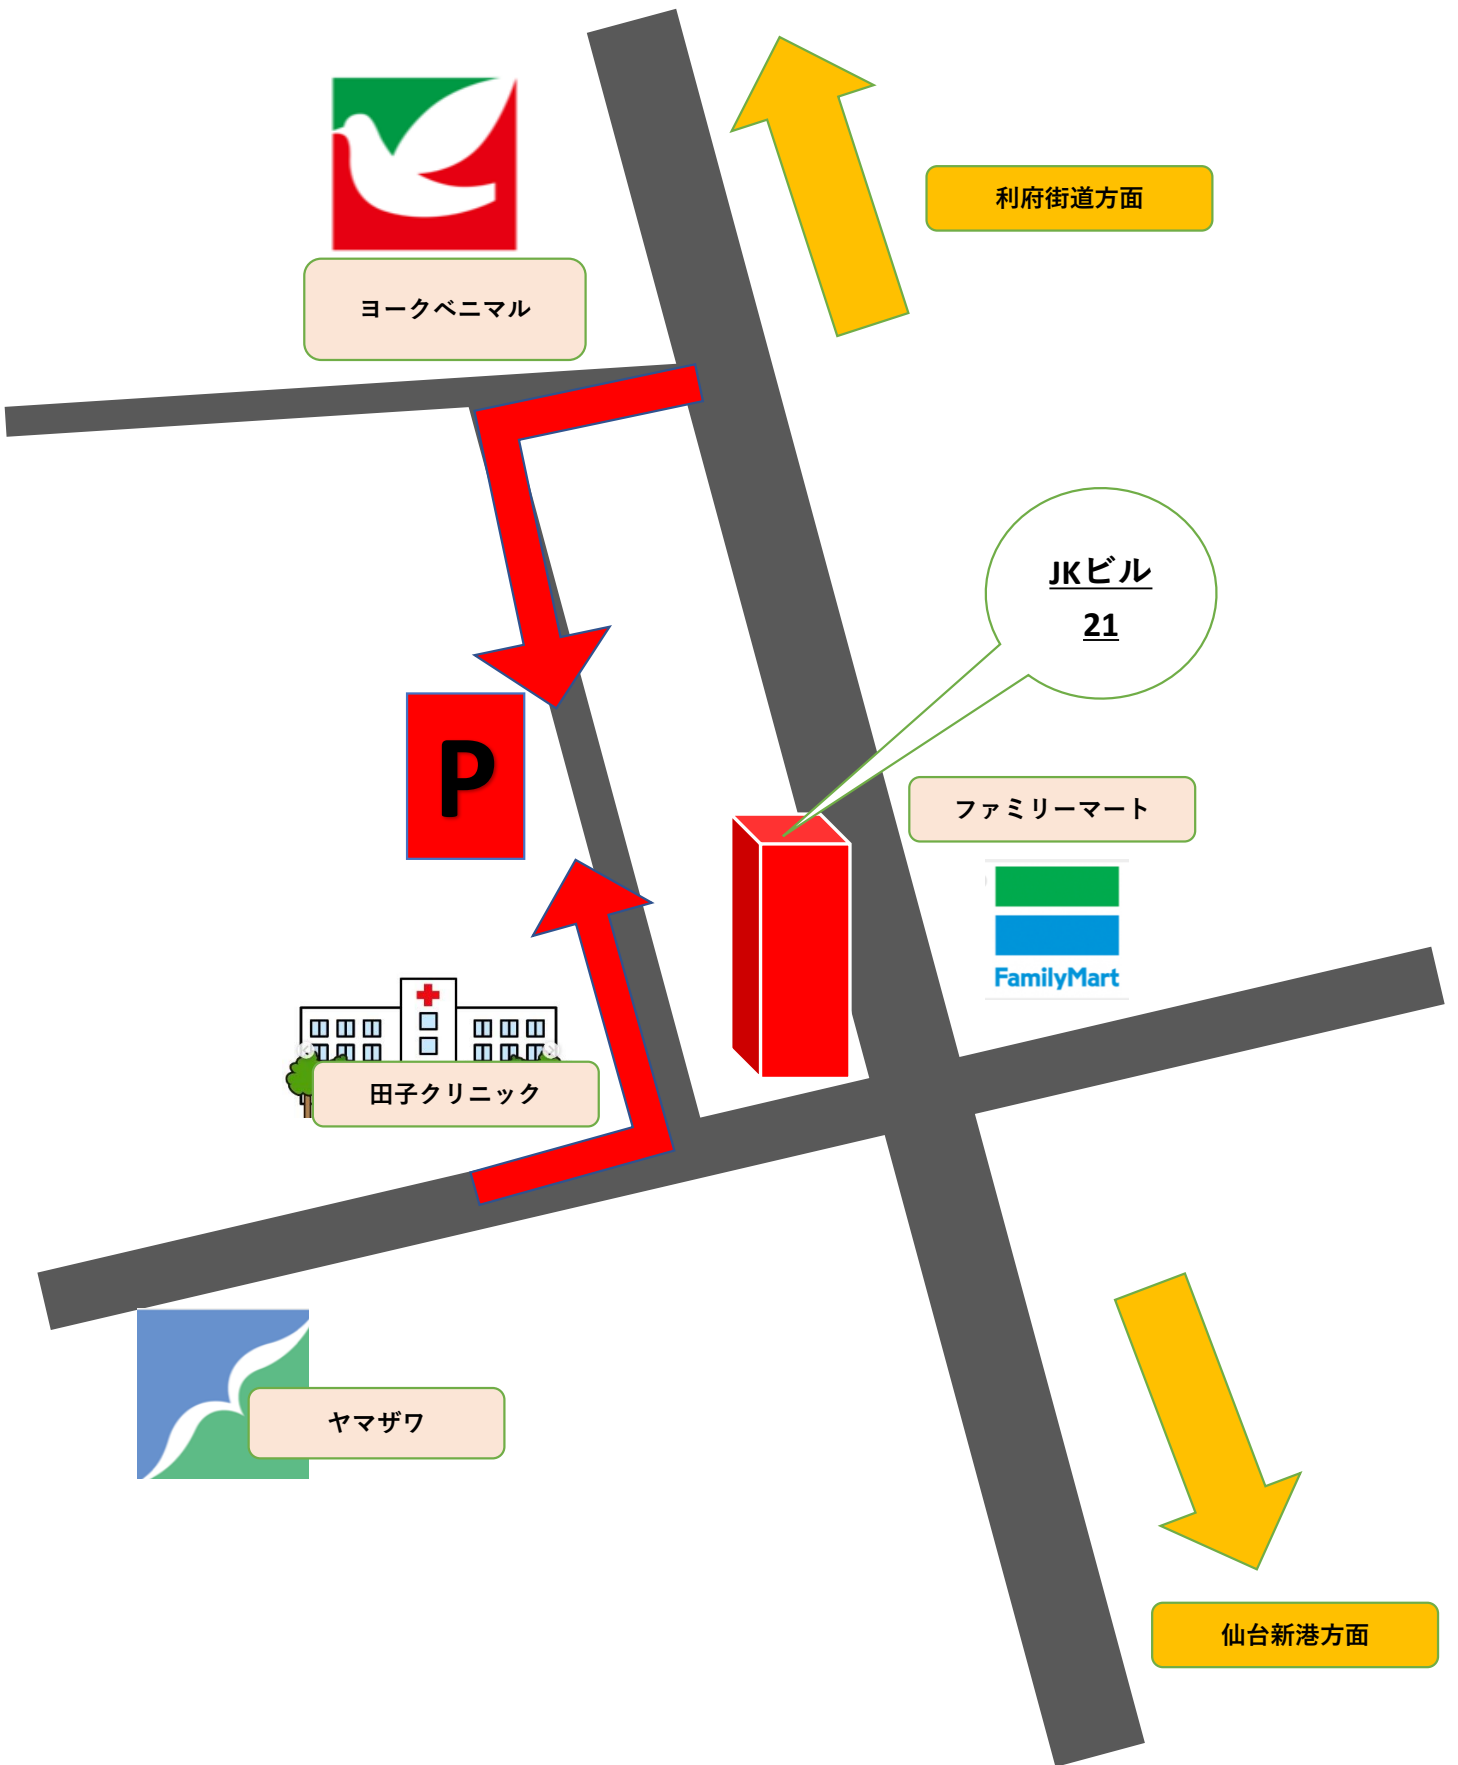 利府街道方面
ヨークベニマル
JKビル
21
P
ファミリーマート
FamilyMart
田子クリニック
ヤマザワ
仙台新港方面